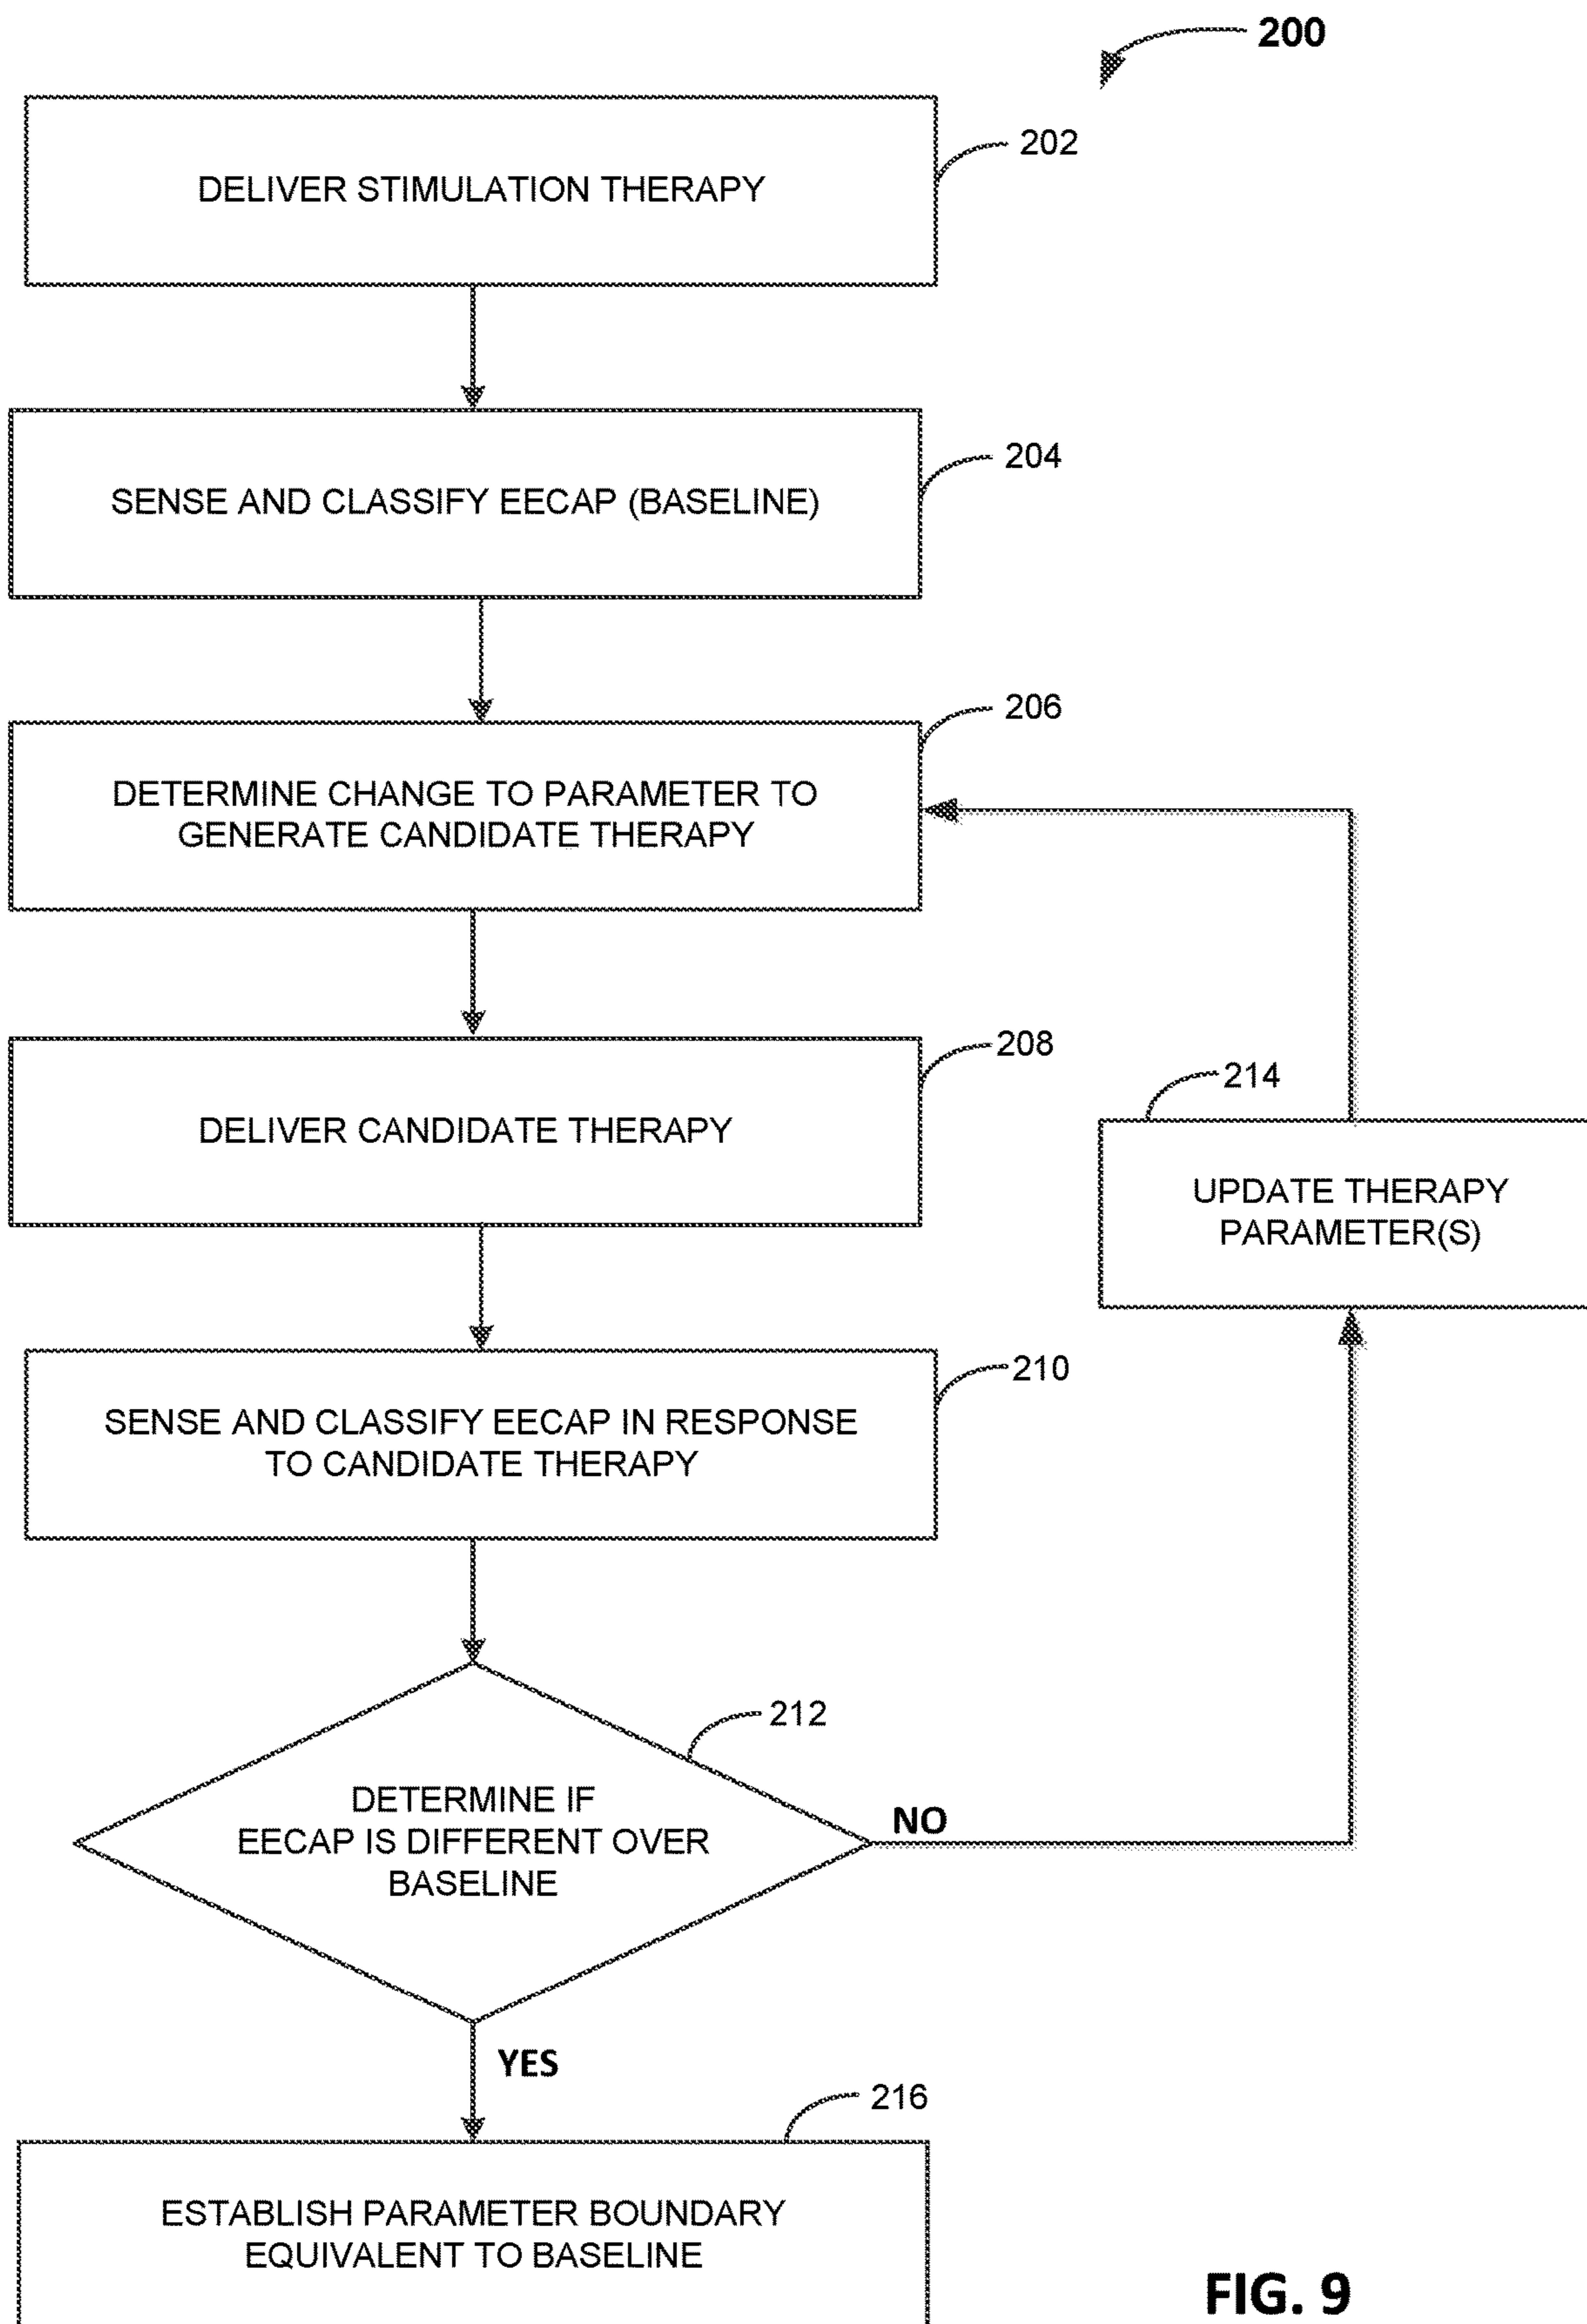 200
DELIVER STIMULATION THERAPY
202
SENSE AND CLASSIFY EECAP (BASELINE)
204
206
DETERMINE CHANGE TO PARAMETER TO
GENERATE CANDIDATE THERAPY
208
DELIVER CANDIDATE THERAPY
214
UPDATE THERAPY
PARAMETER(S)
210
SENSE AND CLASSIFY EECAP IN RESPONSE
TO CANDIDATE THERAPY
212
DETERMINE IF
EECAP IS DIFFERENT OVER
BASELINE
NO
YES
216
ESTABLISH PARAMETER BOUNDARY
EQUIVALENT TO BASELINE
FIG. 9